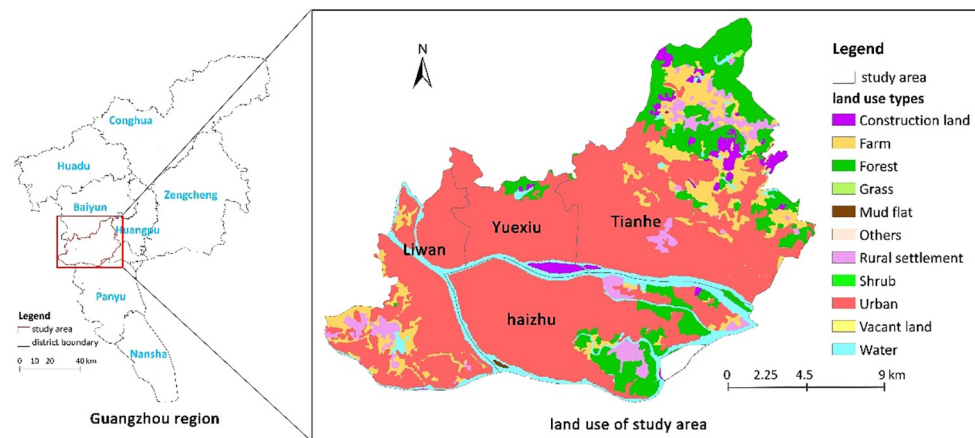 Conghua
Huadu
Zengcheng
Baiyun
Huangpu
Panyu
Nansha
Legend
study area
district boundary
0 10 20 40 km
Guangzhou region
N
Liwan
Yuexiu
Tianhe
haizhu
land use of study area
Legend
study area
land use types
Construction land
Farm
Forest
Grass
Mud flat
Others
Rural settlement
Shrub
Urban
Vacant land
Water
0 2.25 4.5 9 km